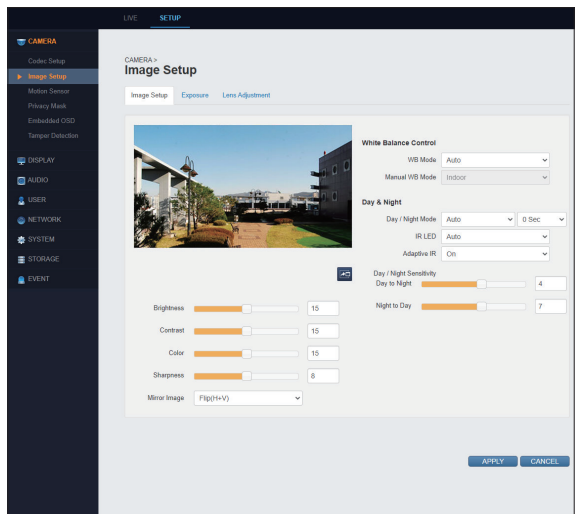 LIVE SETUP
CAMERA
Codec Setup
Image Setup
Motion Sensor
Privacy Mask
Embedded OSD
Tamper Detection
DISPLAY
AUDIO
USER
NETWORK
SYSTEM
STORAGE
EVENT
CAMERA >
Image Setup
Image Setup Exposure Lens Adjustment
Brightness 15
Contrast 15
Color 15
Sharpness 8
Mirror Image Flip(H+V)
White Balance Control
WB Mode Auto
Manual WB Mode Indoor
Day & Night
Day / Night Mode Auto 0 Sec
IR LED Auto
Adaptive IR On
Day / Night Sensitivity
Day to Night 4
Night to Day 7
APPLY CANCEL